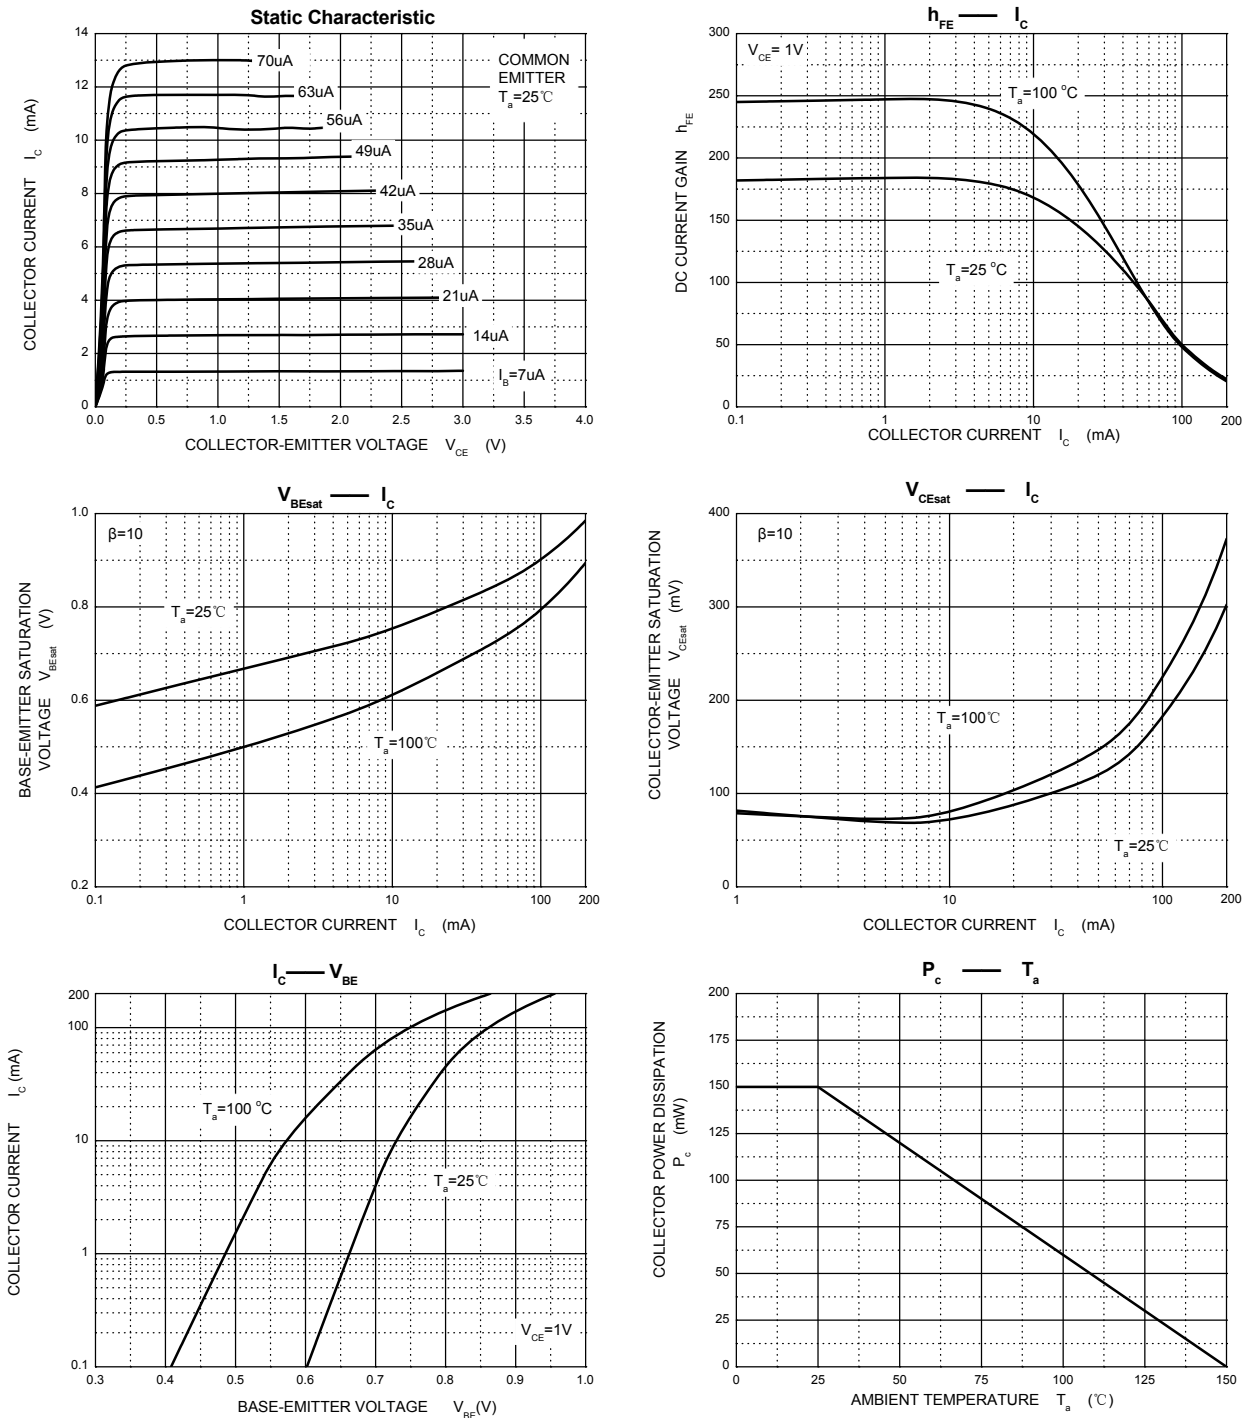 Static Characteristic
COLLECTOR CURRENT I_C (mA)
14
12
10
8
6
4
2
0
70uA
63uA
56uA
49uA
42uA
35uA
28uA
21uA
14uA
I_B=7uA
COMMON
EMITTER
T_a=25℃
0.0 0.5 1.0 1.5 2.0 2.5 3.0 3.5 4.0
COLLECTOR-EMITTER VOLTAGE V_CE (V)
h_FE — I_C
DC CURRENT GAIN h_FE
300
250
200
150
100
50
0
V_CE= 1V
T_a=100 °C
T_a=25 °C
0.1 1 10 100 200
COLLECTOR CURRENT I_C (mA)
V_BEsat — I_C
BASE-EMITTER SATURATION
VOLTAGE V_BEsat (V)
1.0
0.8
0.6
0.4
0.2
β=10
T_a=25℃
T_a=100℃
0.1 1 10 100 200
COLLECTOR CURRENT I_C (mA)
V_CEsat — I_C
COLLECTOR-EMITTER SATURATION
VOLTAGE V_CEsat (mV)
400
300
200
100
0
β=10
T_a=100℃
T_a=25℃
1 10 100 200
COLLECTOR CURRENT I_C (mA)
I_C — V_BE
COLLECTOR CURRENT I_C (mA)
200
100
10
1
0.1
T_a=100 °C
T_a=25℃
V_CE=1V
0.3 0.4 0.5 0.6 0.7 0.8 0.9 1.0
BASE-EMITTER VOLTAGE V_BE(V)
P_c — T_a
COLLECTOR POWER DISSIPATION
P_c (mW)
200
175
150
125
100
75
50
25
0
0 25 50 75 100 125 150
AMBIENT TEMPERATURE T_a (℃)